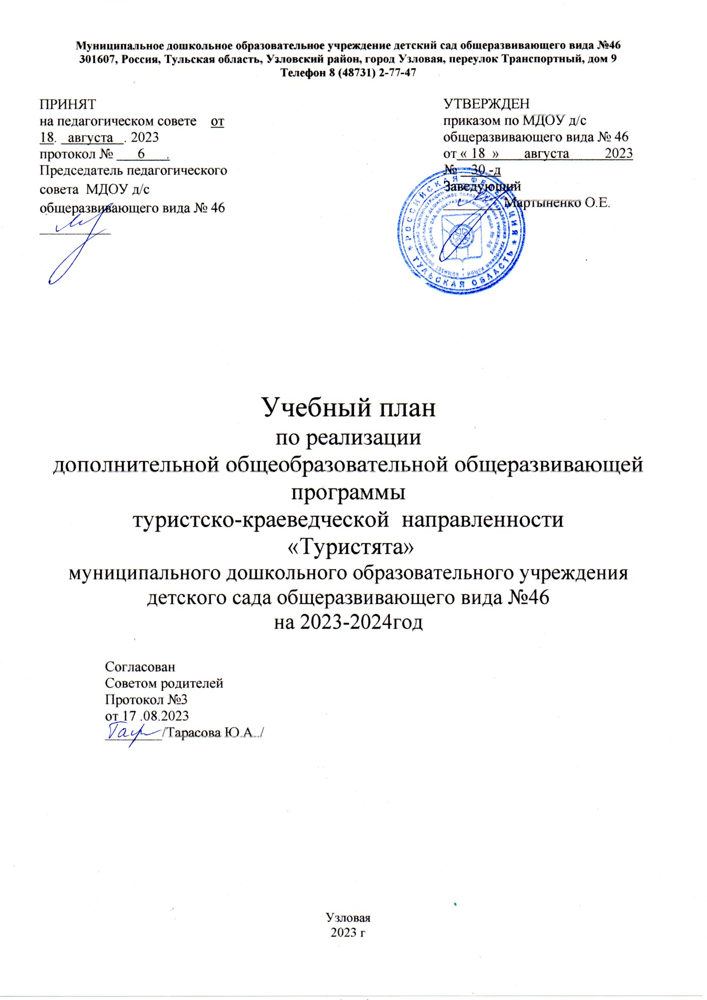 Муниципальное дошкольное образовательное учреждение детский сад общеразвивающего вида №46
301607, Россия, Тульская область, Узловский район, город Узловая, переулок Транспортный, дом 9
Телефон 8 (48731) 2-77-47
ПРИНЯТ
на педагогическом совете от
18. августа . 2023
протокол № 6 .
Председатель педагогического
совета МДОУ д/с
общеразвивающего вида № 46
УТВЕРЖДЕН
приказом по МДОУ д/с
общеразвивающего вида № 46
от « 18 » августа 2023
№ 30 -д
Заведующий
Мартыненко О.Е.
РОССИЙСКАЯ ФЕДЕРАЦИЯ
ТУЛЬСКАЯ ОБЛАСТЬ
Учебный план
по реализации
дополнительной общеобразовательной общеразвивающей
программы
туристско-краеведческой направленности
«Туристята»
муниципального дошкольного образовательного учреждения
детского сада общеразвивающего вида №46
на 2023-2024год
Согласован
Советом родителей
Протокол №3
от 17 .08.2023
/Тарасова Ю.А../
Узловая
2023 г